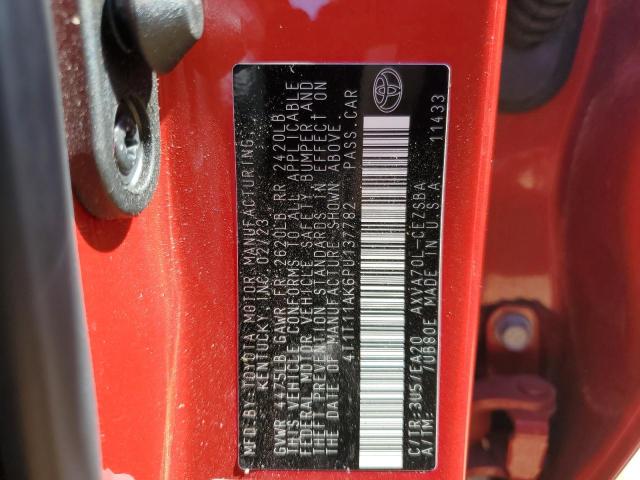 MFD.BY TOYOTA MOTOR MANUFACTURING,
KENTUCKY INC. 02/23
GVWR 4475LB GAWR FR 2620LB RR 2420LB
THIS VEHICLE CONFORMS TO ALL APPLICABLE
FEDERAL MOTOR VEHICLE SAFETY, BUMPER AND
THEFT PREVENTION STANDARDS IN EFFECT ON
THE DATE OF MANUFACTURE SHOWN ABOVE.
4T1T11AK6PU137782 PASS.CAR
C/TR:3U5/EA20 AXVA70L-CEZSBA
A/TM: /UB80E MADE IN U.S.A. 11433